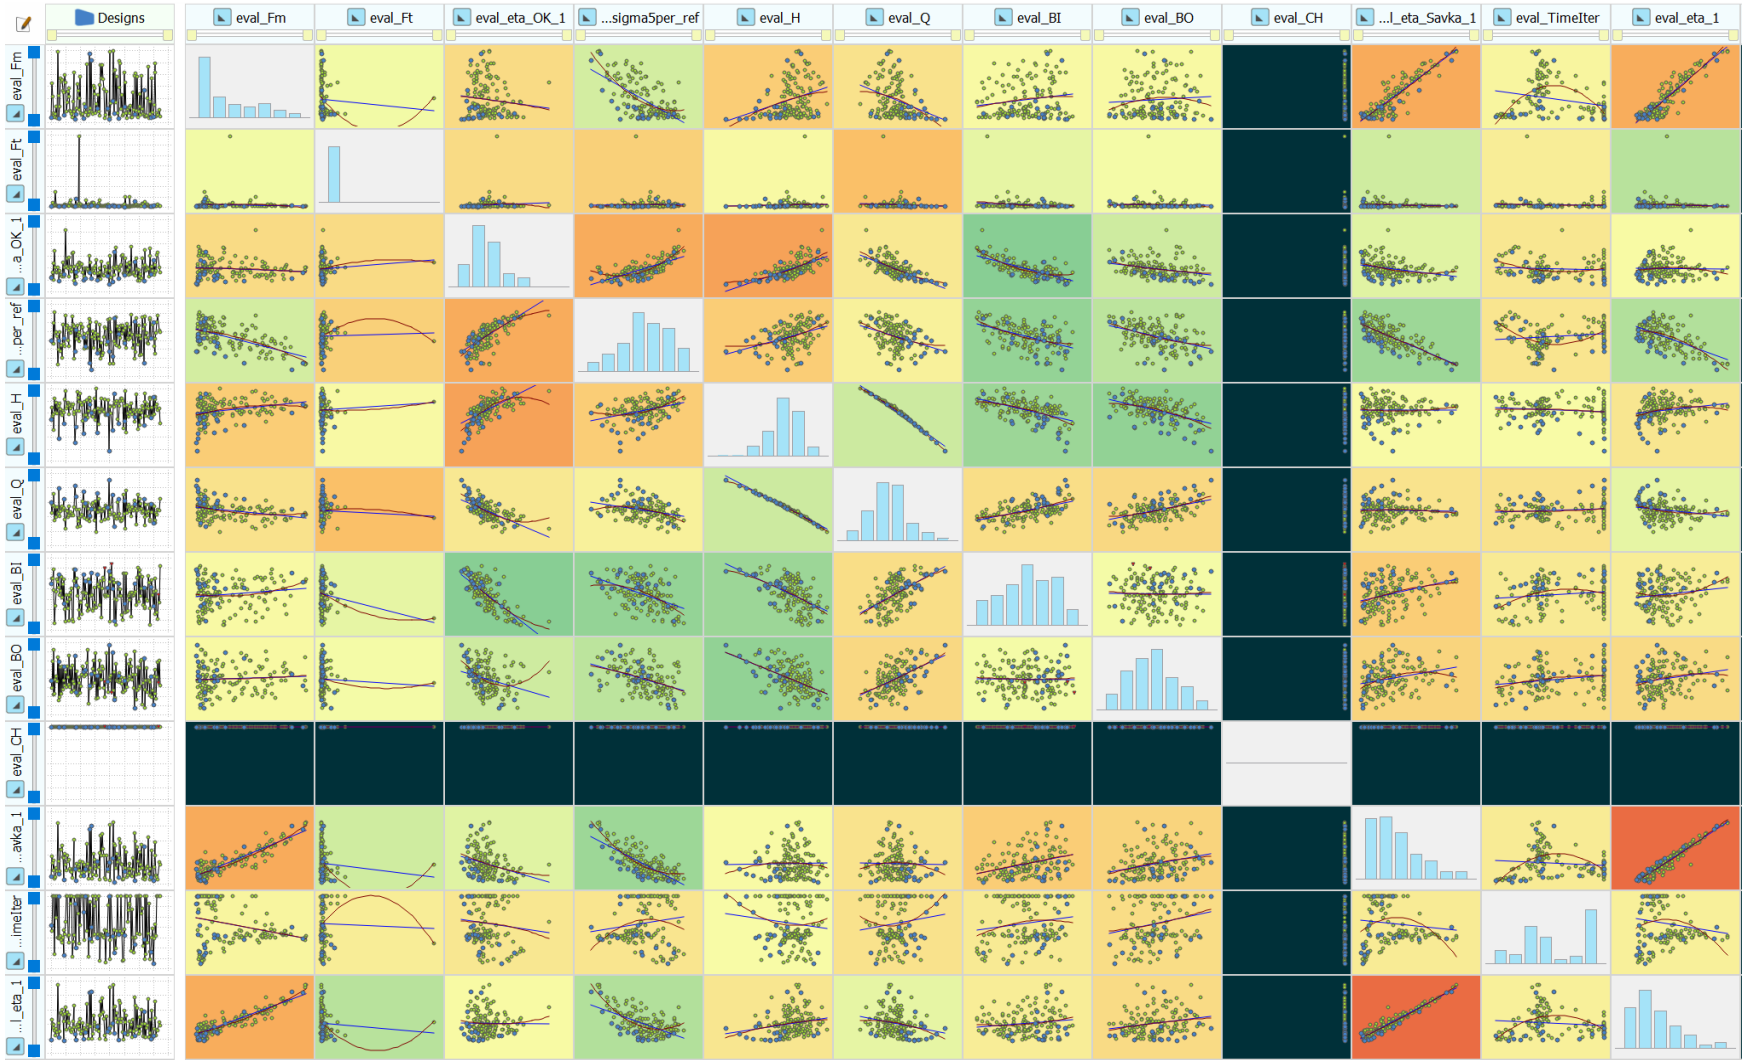 Designs
eval_Fm
eval_Ft
eval_eta_OK_1
...sigma5per_ref
eval_H
eval_Q
eval_BI
eval_BO
eval_CH
...l_eta_Savka_1
eval_TimeIter
eval_eta_1
eval_Fm
eval_Ft
...a_OK_1
...per_ref
eval_H
eval_Q
eval_BI
eval_BO
eval_CH
...avka_1
...imeIter
...l_eta_1